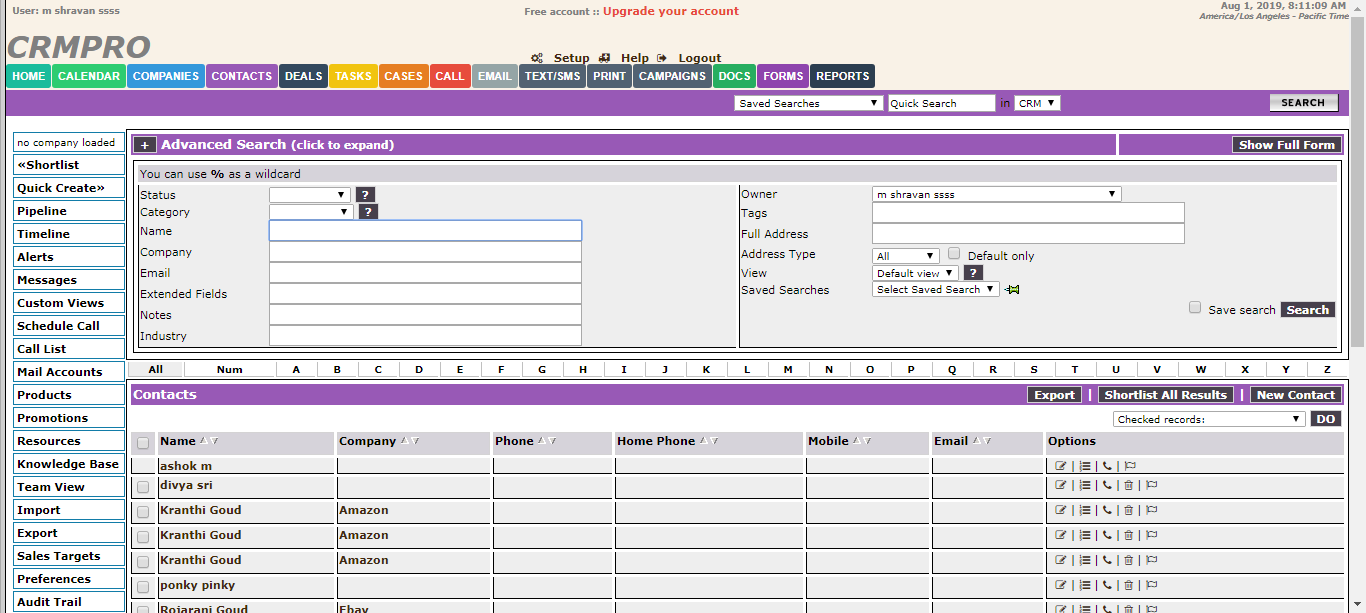 User: m shravan ssss
Free account :: Upgrade your account
Aug 1, 2019, 8:11:09 AM
America/Los Angeles - Pacific Time
CRMPRO
Setup Help Logout
HOME CALENDAR COMPANIES CONTACTS DEALS TASKS CASES CALL EMAIL TEXT/SMS PRINT CAMPAIGNS DOCS FORMS REPORTS
Saved Searches Quick Search in CRM SEARCH
no company loaded
«Shortlist
Quick Create»
Pipeline
Timeline
Alerts
Messages
Custom Views
Schedule Call
Call List
Mail Accounts
Products
Promotions
Resources
Knowledge Base
Team View
Import
Export
Sales Targets
Preferences
Audit Trail
+ Advanced Search (click to expand) Show Full Form
You can use % as a wildcard
Status ?
Category ?
Name
Company
Email
Extended Fields
Notes
Industry
Owner m shravan ssss
Tags
Full Address
Address Type All Default only
View Default view ?
Saved Searches Select Saved Search
Save search Search
All Num A B C D E F G H I J K L M N O P Q R S T U V W X Y Z
Contacts Export | Shortlist All Results | New Contact
Checked records: DO
Name Company Phone Home Phone Mobile Email Options
ashok m | | |
divya sri | | | |
Kranthi Goud Amazon | | | |
Kranthi Goud Amazon | | | |
Kranthi Goud Amazon | | | |
ponky pinky | | | |
Rojarani Goud Ebay | | | |